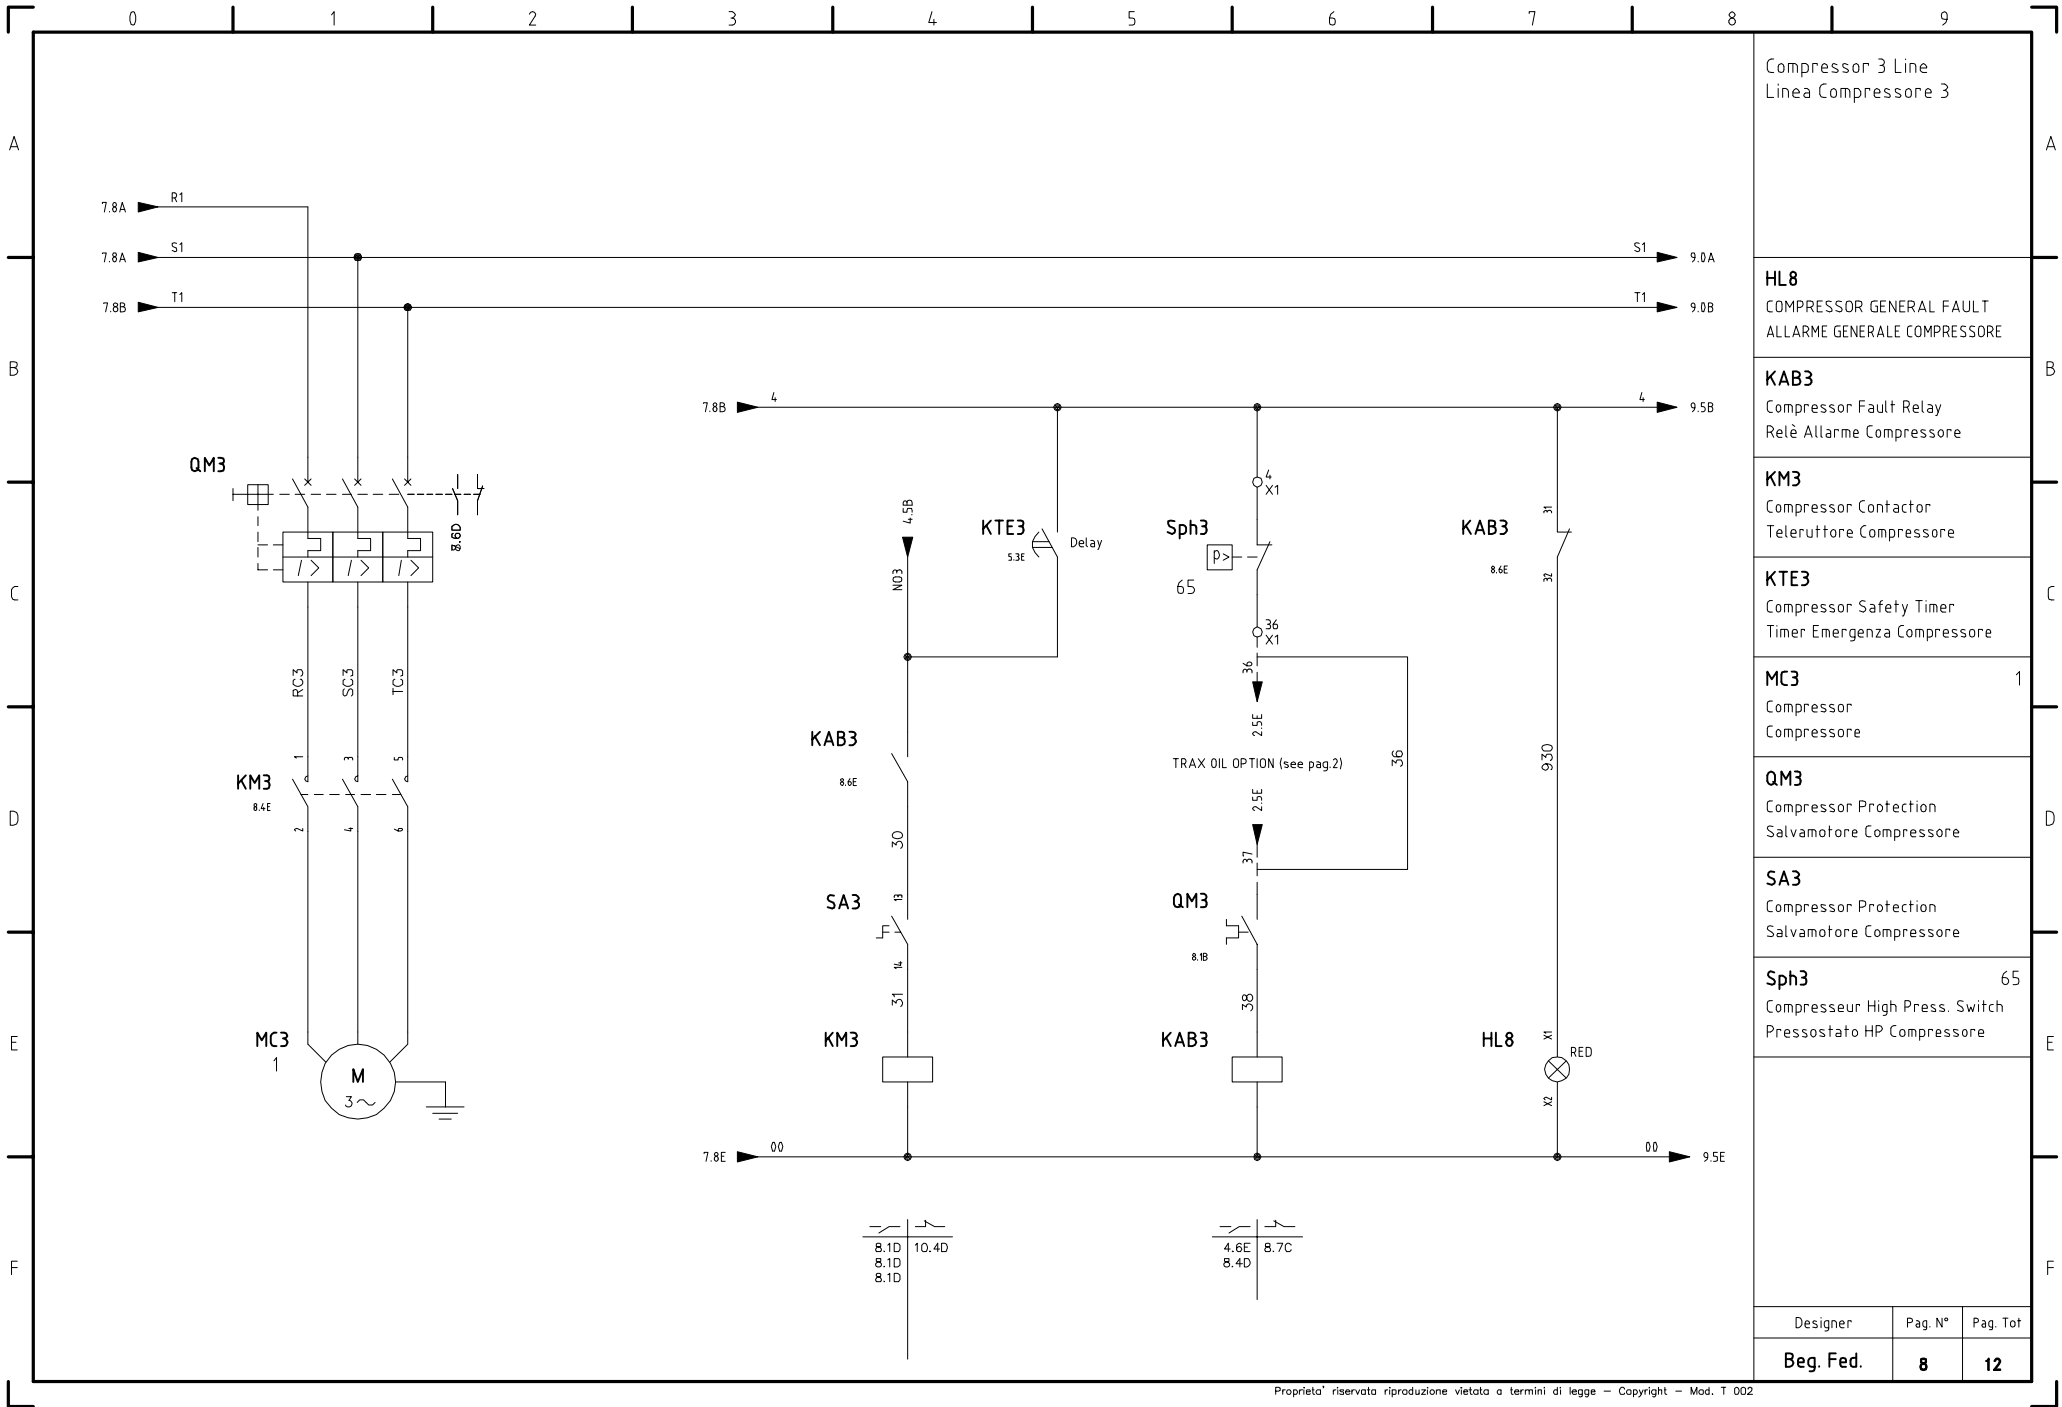 0 1 2 3 4 5 6 7 8 9
Compressor 3 Line
Linea Compressore 3
A A
7.8A R1
7.8A S1 S1 9.0A
7.8B T1 T1 9.0B
HL8
COMPRESSOR GENERAL FAULT
ALLARME GENERALE COMPRESSORE
B B
KAB3
Compressor Fault Relay
Relè Allarme Compressore
7.8B 4 4 9.5B
QM3
8.6D
KM3
Compressor Contactor
Teleruttore Compressore
4.5B
NO3
KTE3
5.3E
Delay
4
X1
Sph3
P>
65
36
X1
KAB3
8.6E
31
32
I> I> I>
C C
KTE3
Compressor Safety Timer
Timer Emergenza Compressore
RC3 SC3 TC3
36
2.5E
TRAX OIL OPTION (see pag.2)
2.5E
37
36
930
MC3 1
Compressor
Compressore
KAB3
8.6E
KM3
8.4E
1 3 5
2 4 6
D D
QM3
Compressor Protection
Salvamotore Compressore
30
SA3
13
14
31
QM3
8.1B
38
SA3
Compressor Protection
Salvamotore Compressore
Sph3 65
Compresseur High Press. Switch
Pressostato HP Compressore
E E
MC3
1
M
3~
KM3
KAB3
HL8
X1
RED
X2
7.8E 00 00 9.5E
8.1D 10.4D
8.1D
8.1D
4.6E 8.7C
8.4D
F F
Designer Pag. N° Pag. Tot
Beg. Fed. 8 12
Proprieta' riservata riproduzione vietata a termini di legge – Copyright – Mod. T 002